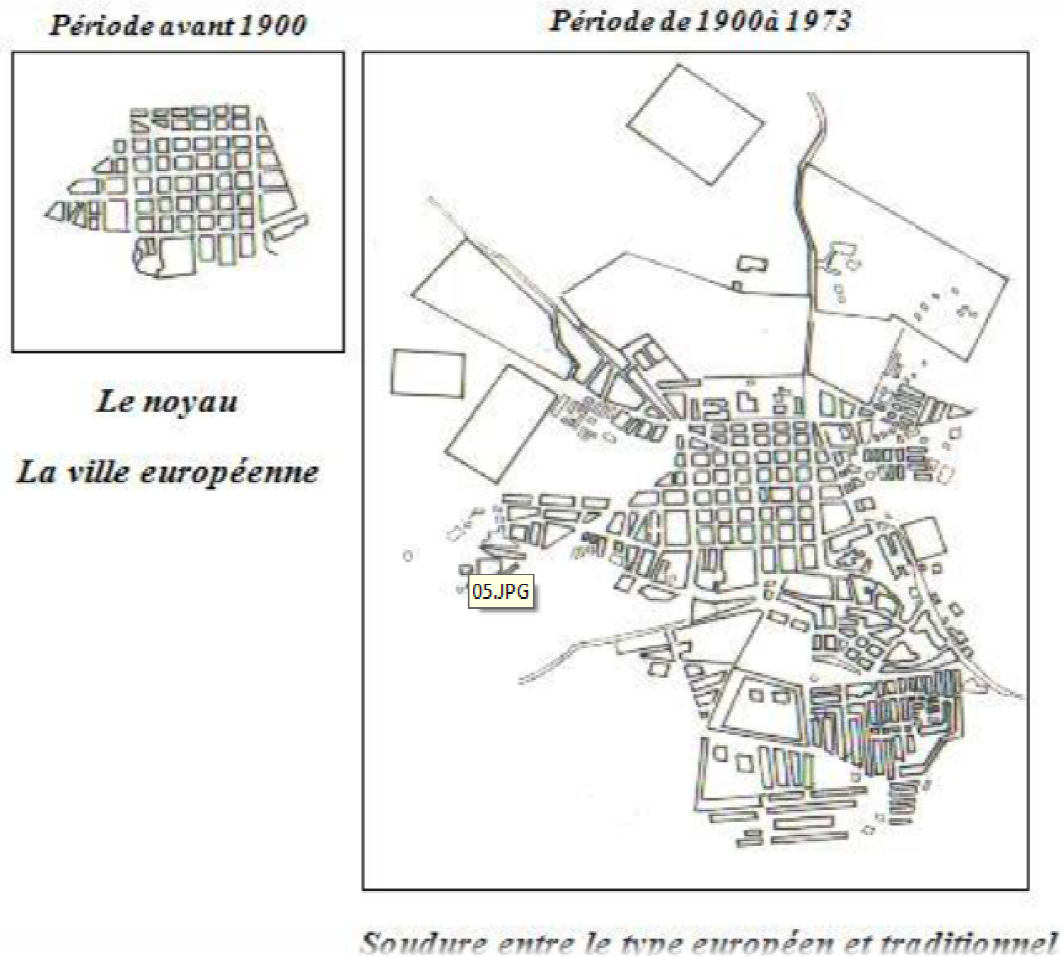 Période avant 1900
Période de 1900à 1973
Le noyau
La ville européenne
05.JPG
Soudure entre le type européen et traditionnel